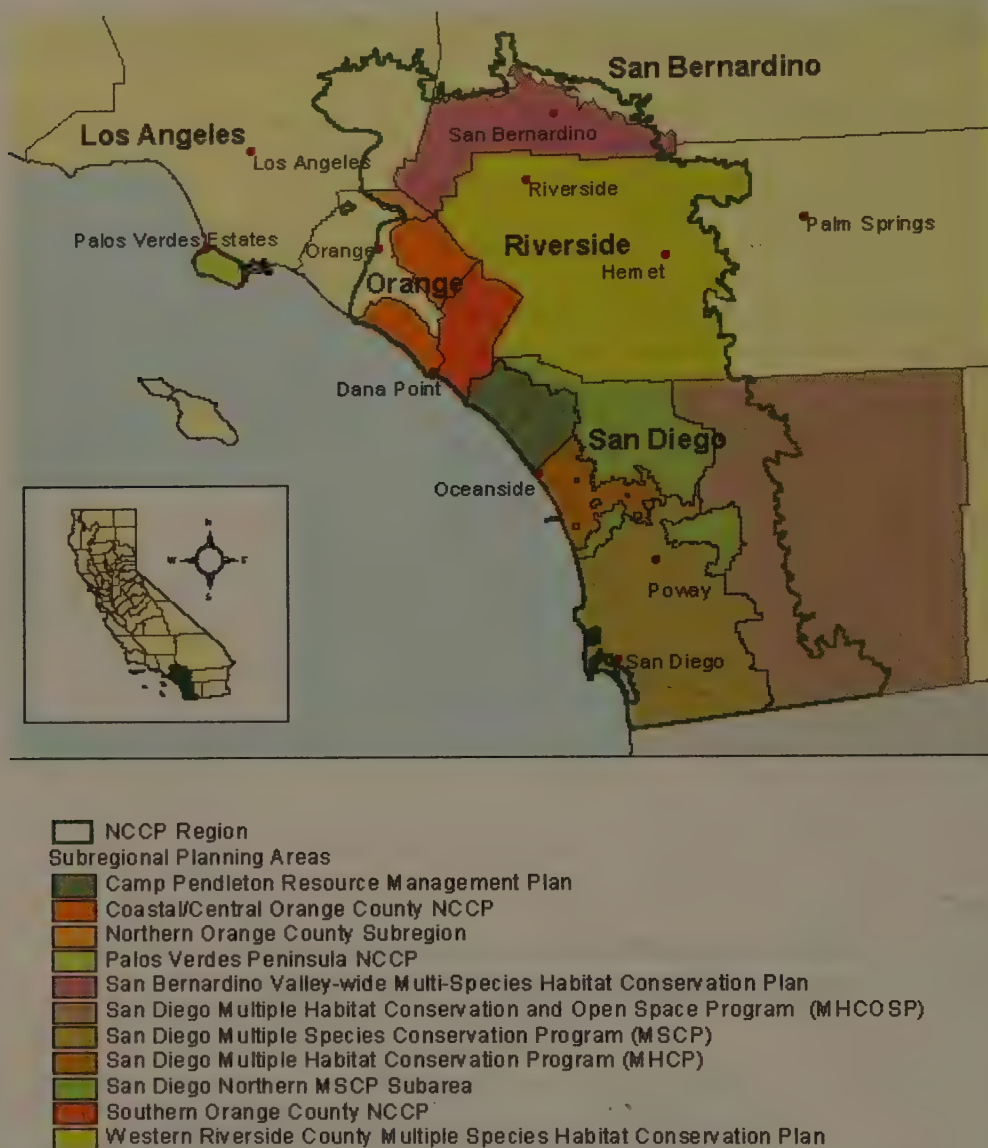 San Bernardino
Los Angeles
San Bernardino
Los Angeles
Riverside
Palm Springs
Palos Verdes Estates
Orange
Riverside
Hemet
Orange
Dana Point
San Diego
Oceanside
N
W E
S
Poway
San Diego
NCCP Region
Subregional Planning Areas
Camp Pendleton Resource Management Plan
Coastal/Central Orange County NCCP
Northern Orange County Subregion
Palos Verdes Peninsula NCCP
San Bernardino Valley-wide Multi-Species Habitat Conservation Plan
San Diego Multiple Habitat Conservation and Open Space Program (MHCOSP)
San Diego Multiple Species Conservation Program (MSCP)
San Diego Multiple Habitat Conservation Program (MHCP)
San Diego Northern MSCP Subarea
Southern Orange County NCCP
Western Riverside County Multiple Species Habitat Conservation Plan